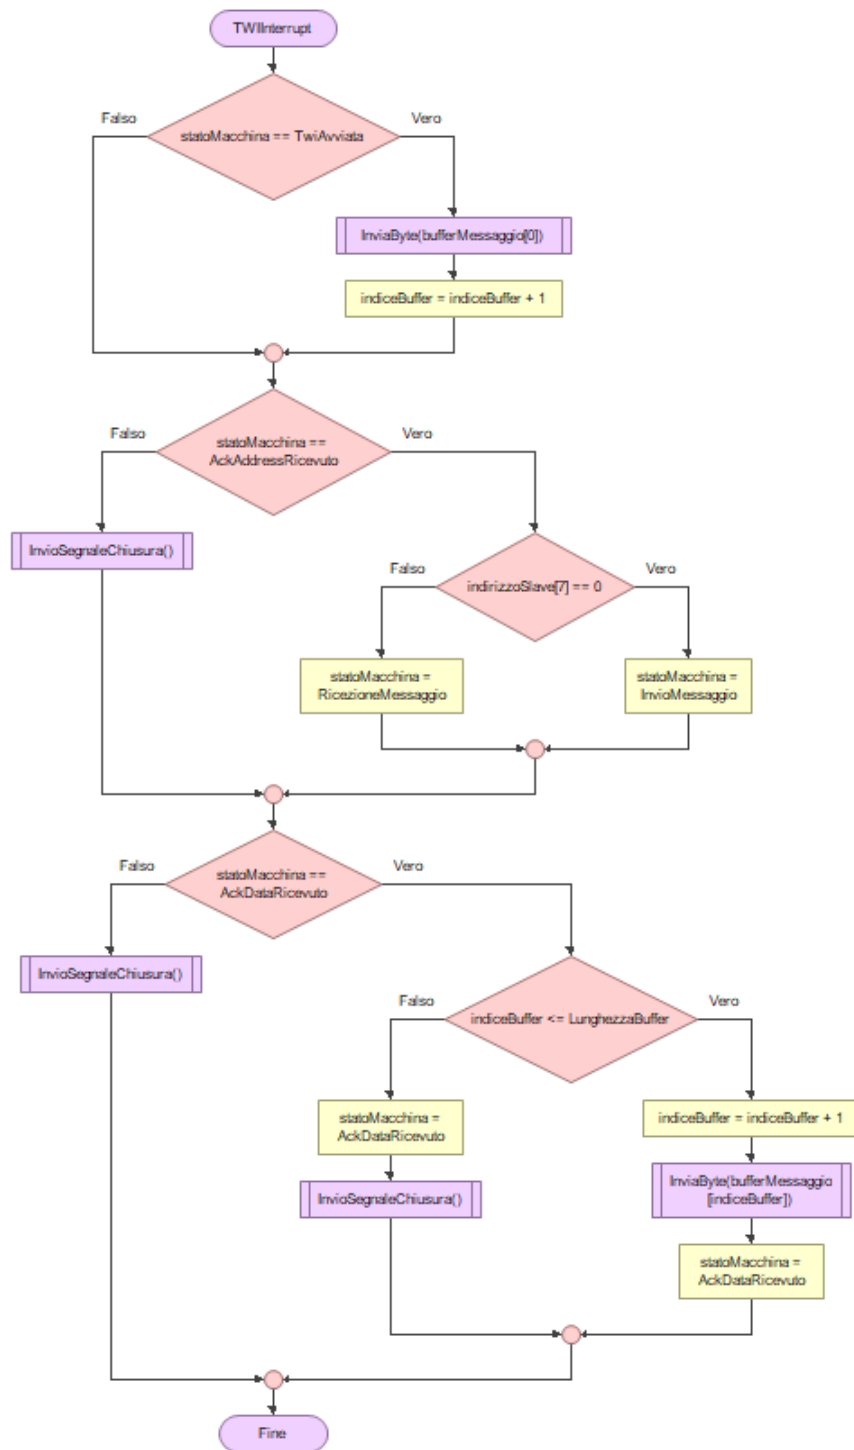 TWIInterrupt
Falso
Vero
statoMacchina == TwiAvviata
InviaByte(bufferMessaggio[0])
indiceBuffer = indiceBuffer + 1
Falso
Vero
statoMacchina ==
AckAddressRicevuto
InvioSegnaleChiusura()
Falso
Vero
indirizzoSlave[7] == 0
statoMacchina =
RicezioneMessaggio
statoMacchina =
InvioMessaggio
Falso
Vero
statoMacchina ==
AckDataRicevuto
InvioSegnaleChiusura()
Falso
Vero
indiceBuffer <= LunghezzaBuffer
statoMacchina =
AckDataRicevuto
indiceBuffer = indiceBuffer + 1
InvioSegnaleChiusura()
InviaByte(bufferMessaggio
[indiceBuffer])
statoMacchina =
AckDataRicevuto
Fine